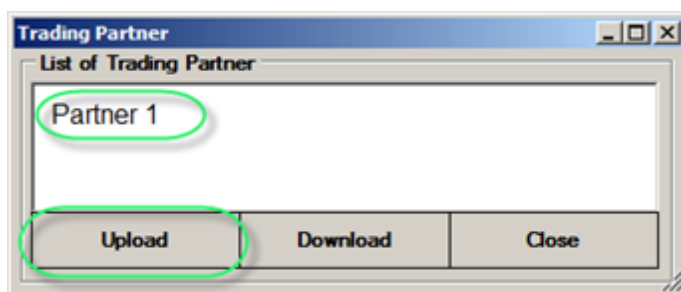 Trading Partner
List of Trading Partner
Partner 1
Upload Download Close